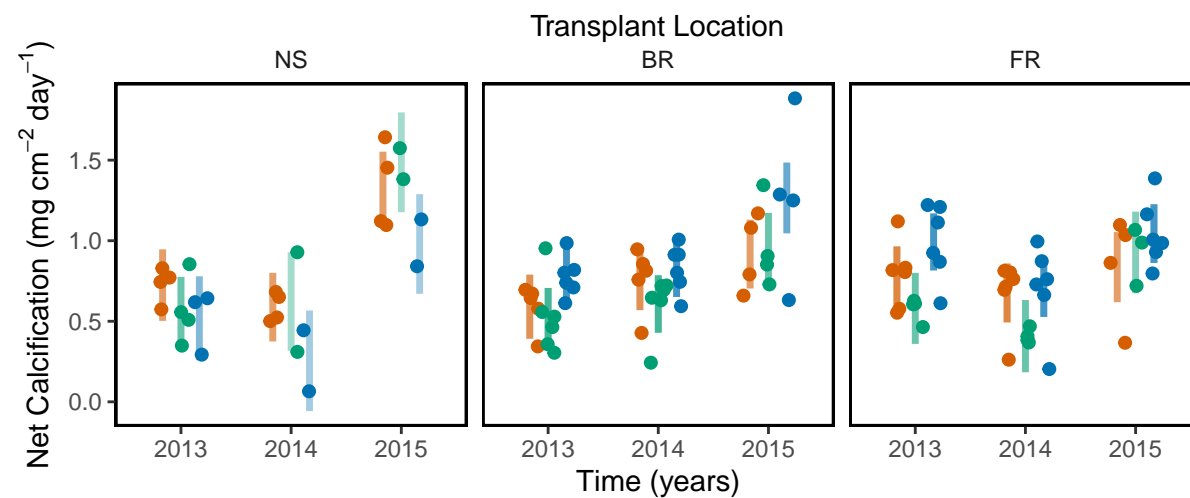 Transplant Location
NS BR FR
Net Calcification (mg cm⁻² day⁻¹)
1.5
1.0
0.5
0.0
2013 2014 2015 2013 2014 2015 2013 2014 2015
Time (years)